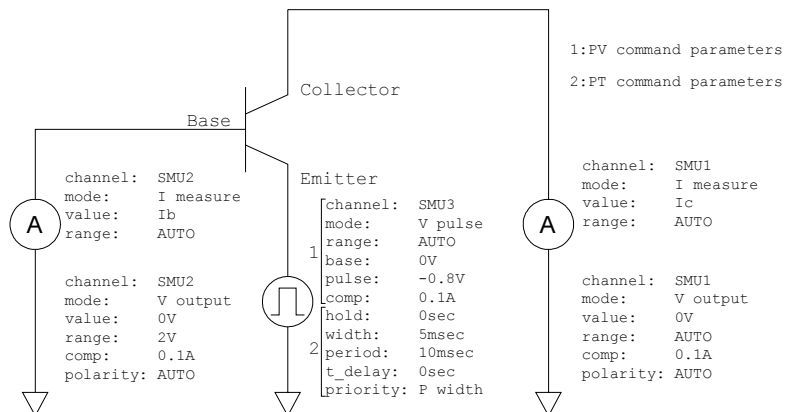 1:PV command parameters
2:PT command parameters
Collector
Base
Emitter
A
channel: SMU2
mode: I measure
value: Ib
range: AUTO
channel: SMU2
mode: V output
value: 0V
range: 2V
comp: 0.1A
polarity: AUTO
1
channel: SMU3
mode: V pulse
range: AUTO
base: 0V
pulse: -0.8V
comp: 0.1A
2
hold: 0sec
width: 5msec
period: 10msec
t_delay: 0sec
priority: P width
A
channel: SMU1
mode: I measure
value: Ic
range: AUTO
channel: SMU1
mode: V output
value: 0V
range: AUTO
comp: 0.1A
polarity: AUTO